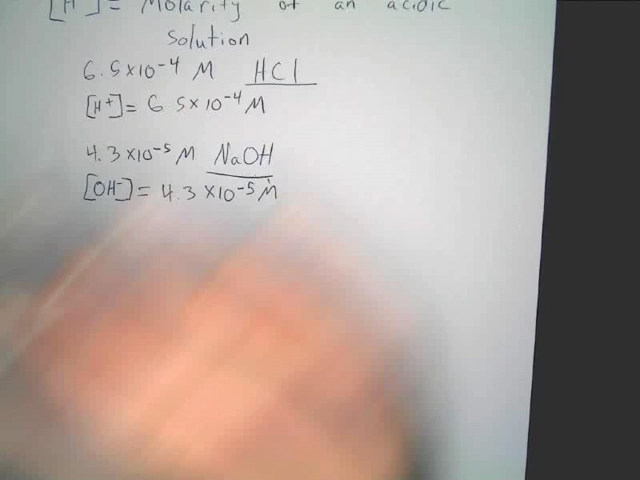 [H ]= Molarity of an acidic
solution
6.5×10⁻⁴ M HCl
[H⁺]= 6 5×10⁻⁴ M
4.3×10⁻⁵ M NaOH
[OH⁻]= 4.3×10⁻⁵ M